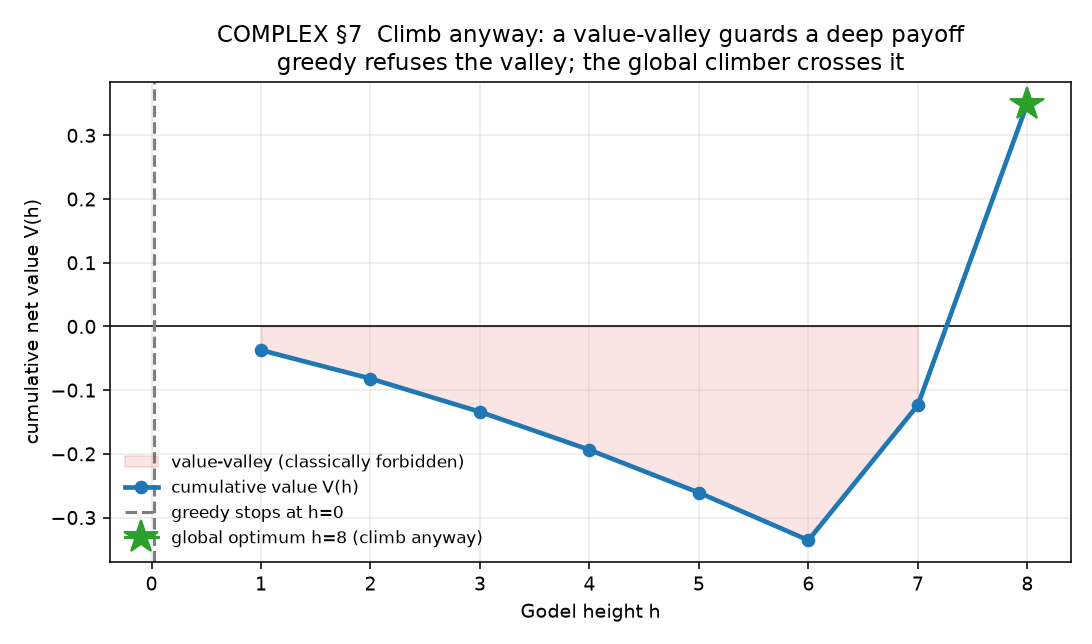 COMPLEX §7  Climb anyway: a value-valley guards a deep payoff
greedy refuses the valley; the global climber crosses it
cumulative net value V(h)
0.3
0.2
0.1
0.0
−0.1
−0.2
−0.3
value-valley (classically forbidden)
cumulative value V(h)
greedy stops at h=0
global optimum h=8 (climb anyway)
0 1 2 3 4 5 6 7 8
Godel height h